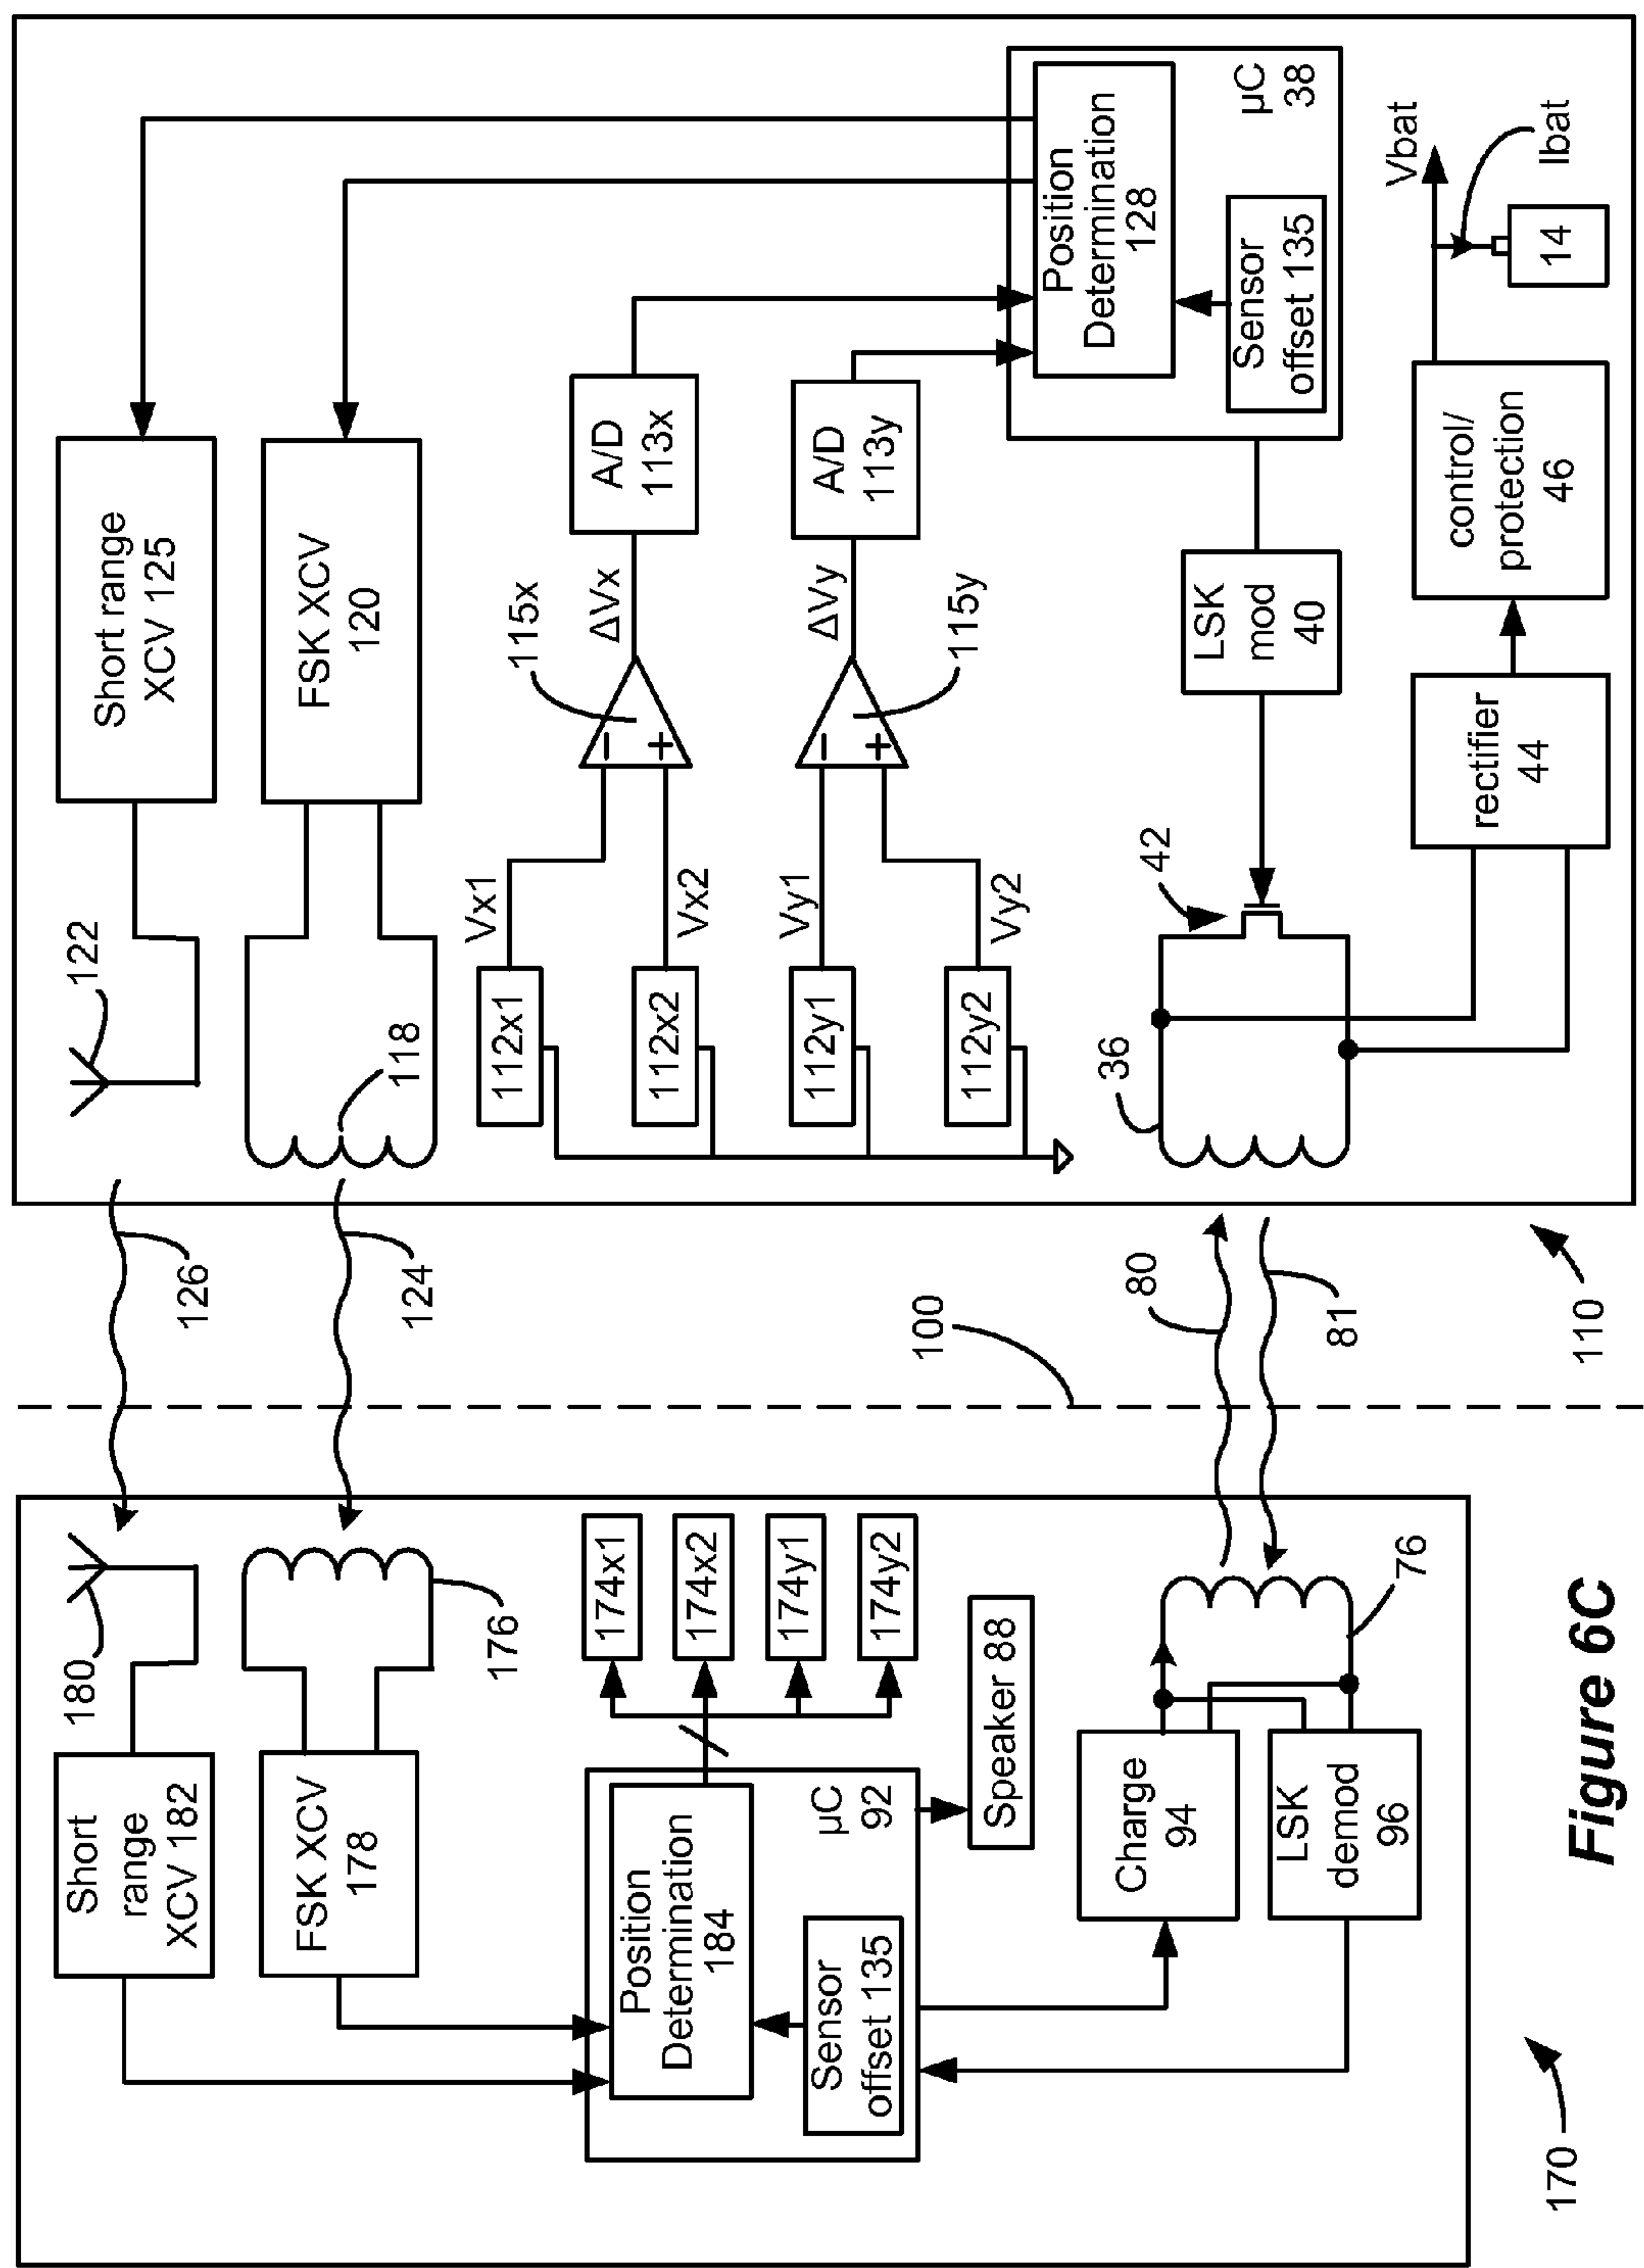 180
Short
range
XCV 182
FSK XCV
178
176
Position
Determination
184
Sensor
offset 135
µC
92
174x1
174x2
174y1
174y2
Speaker 88
Charge
94
LSK
demod
96
76
170
126
124
100
80
81
110
122
118
Short range
XCV 125
FSK XCV
120
112x1
112x2
112y1
112y2
Vx1
Vx2
Vy1
Vy2
115x
115y
ΔVx
ΔVy
A/D
113x
A/D
113y
Position
Determination
128
Sensor
offset 135
µC
38
36
42
LSK
mod
40
rectifier
44
control/
protection
46
Vbat
Ibat
14
Figure 6C